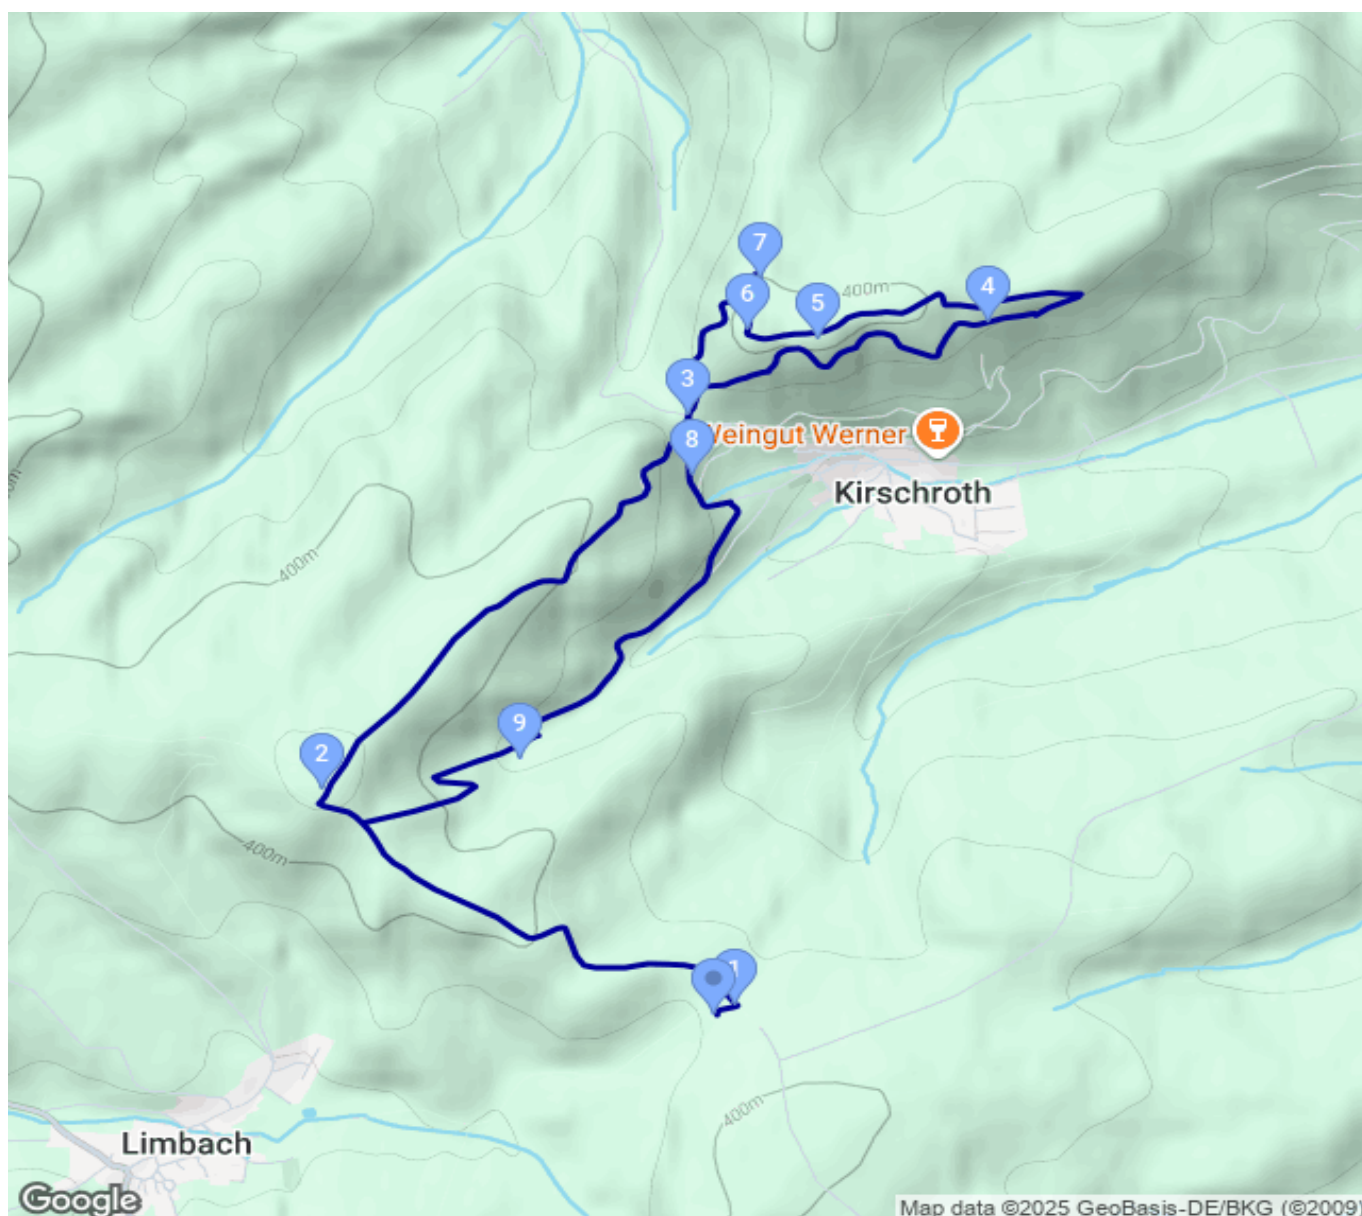 7
6
5
4
400m
3
8
Weingut Werner
Kirschroth
400m
9
2
400m
1
400m
Limbach
Google
Map data ©2025 GeoBasis-DE/BKG (©2009)